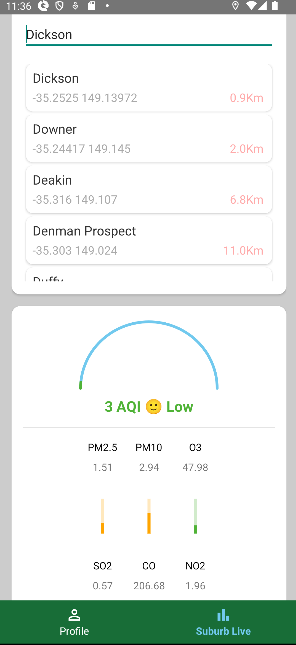 11:36
Dickson
Dickson
-35.2525 149.13972 0.9Km
Downer
-35.24417 149.145 2.0Km
Deakin
-35.316 149.107 6.8Km
Denman Prospect
-35.303 149.024 11.0Km
Duffy
3 AQI 🙂 Low
PM2.5 PM10 O3
1.51 2.94 47.98
SO2 CO NO2
0.57 206.68 1.96
Profile Suburb Live